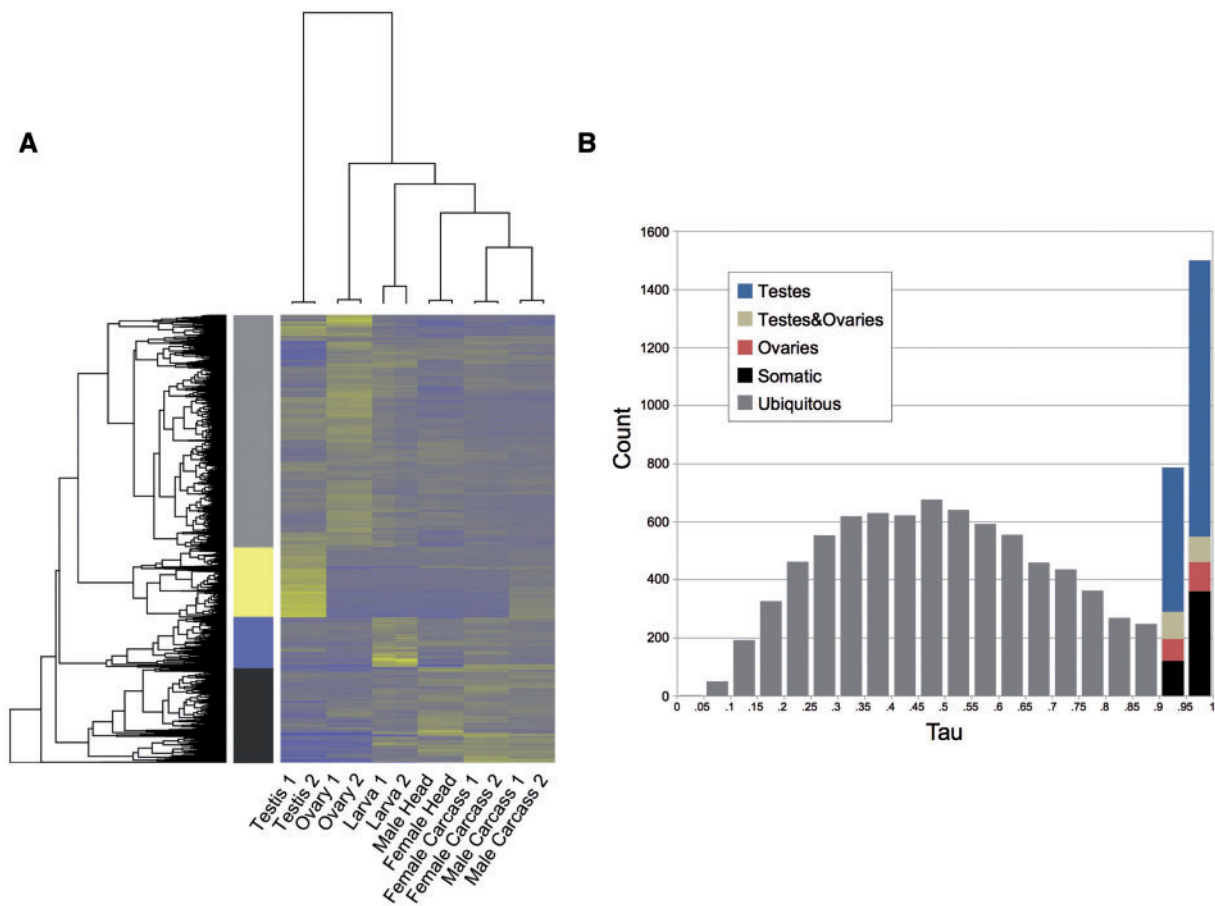 A
Testis 1
Testis 2
Ovary 1
Ovary 2
Larva 1
Larva 2
Male Head
Female Head
Female Carcass 1
Female Carcass 2
Male Carcass 1
Male Carcass 2
B
Count
1600
1400
1200
1000
800
600
400
200
0
Testes
Testes&Ovaries
Ovaries
Somatic
Ubiquitous
0 .05 .1 .15 .2 .25 .3 .35 .4 .45 .5 .55 .6 .65 .7 .75 .8 .85 .9 .95 1
Tau